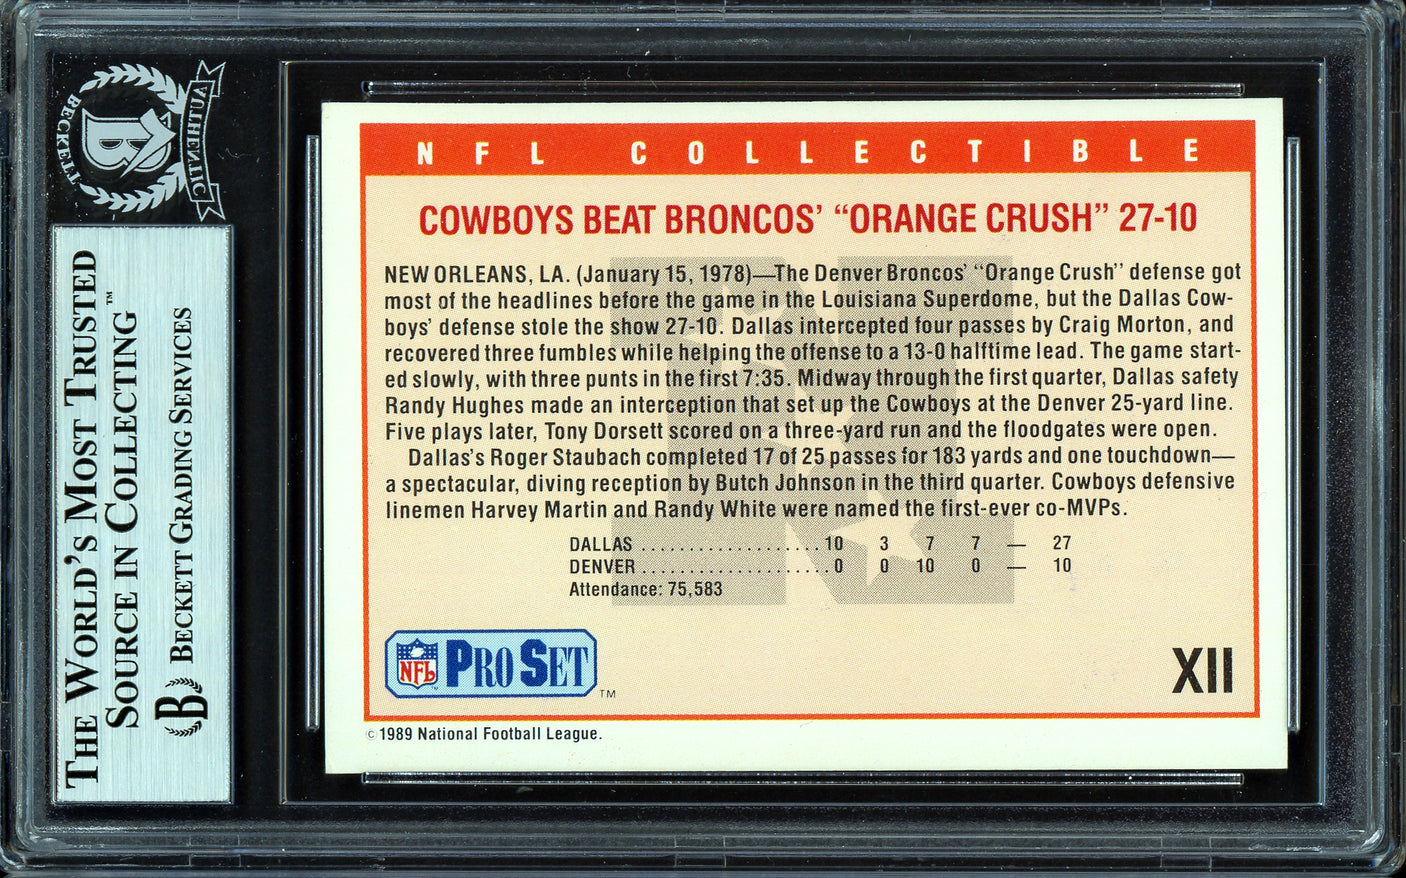 BECKETT
B
AUTHENTIC
THE WORLD'S MOST TRUSTED
SOURCE IN COLLECTING™
B BECKETT GRADING SERVICES
NFL COLLECTIBLE
COWBOYS BEAT BRONCOS' “ORANGE CRUSH” 27-10
NEW ORLEANS, LA. (January 15, 1978)—The Denver Broncos' “Orange Crush” defense got
most of the headlines before the game in the Louisiana Superdome, but the Dallas Cow-
boys' defense stole the show 27-10. Dallas intercepted four passes by Craig Morton, and
recovered three fumbles while helping the offense to a 13-0 halftime lead. The game start-
ed slowly, with three punts in the first 7:35. Midway through the first quarter, Dallas safety
Randy Hughes made an interception that set up the Cowboys at the Denver 25-yard line.
Five plays later, Tony Dorsett scored on a three-yard run and the floodgates were open.
Dallas's Roger Staubach completed 17 of 25 passes for 183 yards and one touchdown—
a spectacular, diving reception by Butch Johnson in the third quarter. Cowboys defensive
linemen Harvey Martin and Randy White were named the first-ever co-MVPs.
DALLAS ................... 10 3 7 7 — 27
DENVER ................... 0 0 10 0 — 10
Attendance: 75,583
NFL PRO SET ™
XII
© 1989 National Football League.